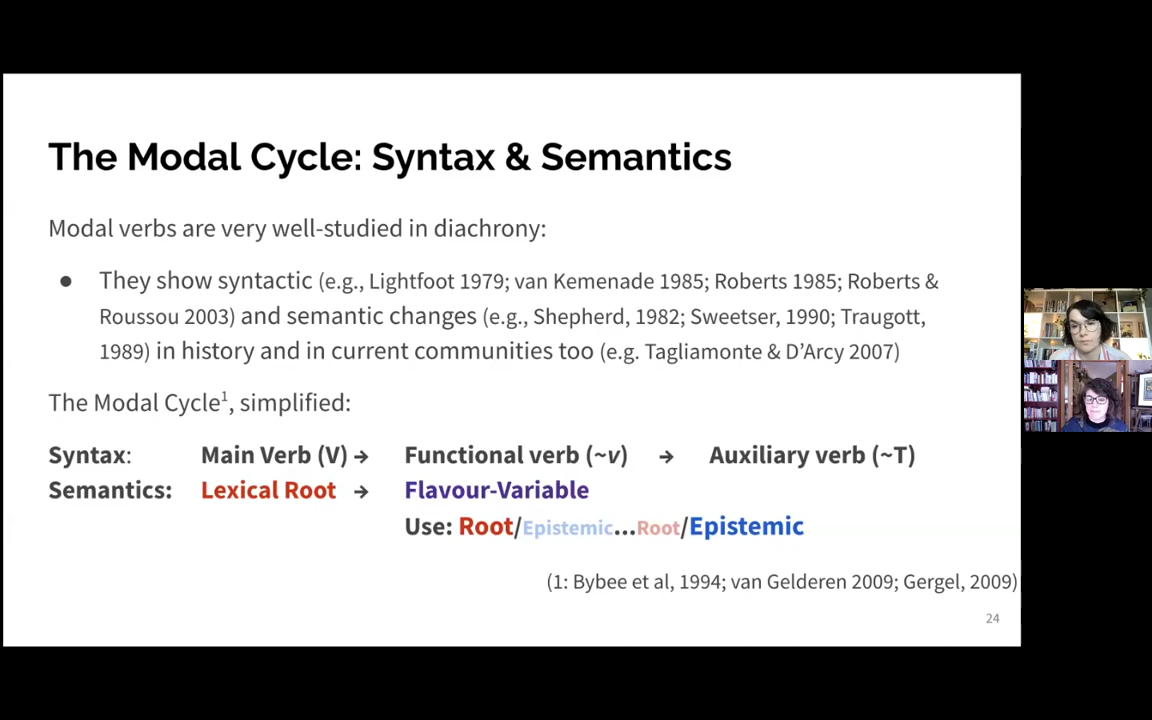 The Modal Cycle: Syntax & Semantics
Modal verbs are very well-studied in diachrony:
● They show syntactic (e.g., Lightfoot 1979; van Kemenade 1985; Roberts 1985; Roberts &
Roussou 2003) and semantic changes (e.g., Shepherd, 1982; Sweetser, 1990; Traugott,
1989) in history and in current communities too (e.g. Tagliamonte & D’Arcy 2007)
The Modal Cycle¹, simplified:
Syntax: Main Verb (V) → Functional verb (~v) → Auxiliary verb (~T)
Semantics: Lexical Root → Flavour-Variable
Use: Root/Epistemic...Root/Epistemic
(1: Bybee et al, 1994; van Gelderen 2009; Gergel, 2009)
24